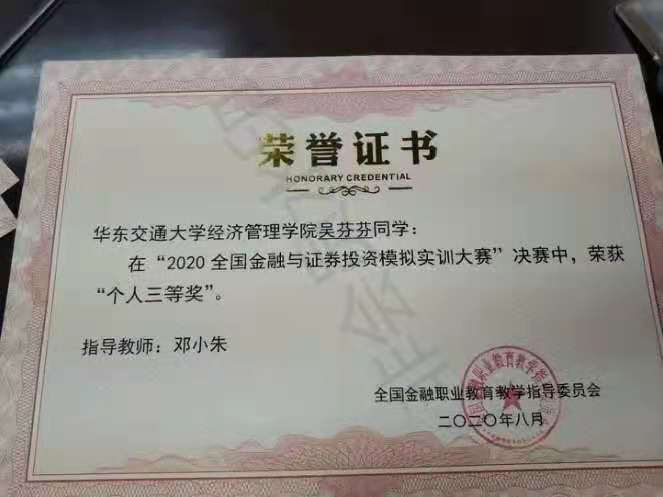 荣誉证书
HONORARY CREDENTIAL
华东交通大学经济管理学院吴芬芬同学：
在“2020 全国金融与证券投资模拟实训大赛”决赛中，荣获
“个人三等奖”。
指导教师：邓小朱
全国金融职业教育教学指导委员会
二〇二〇年八月